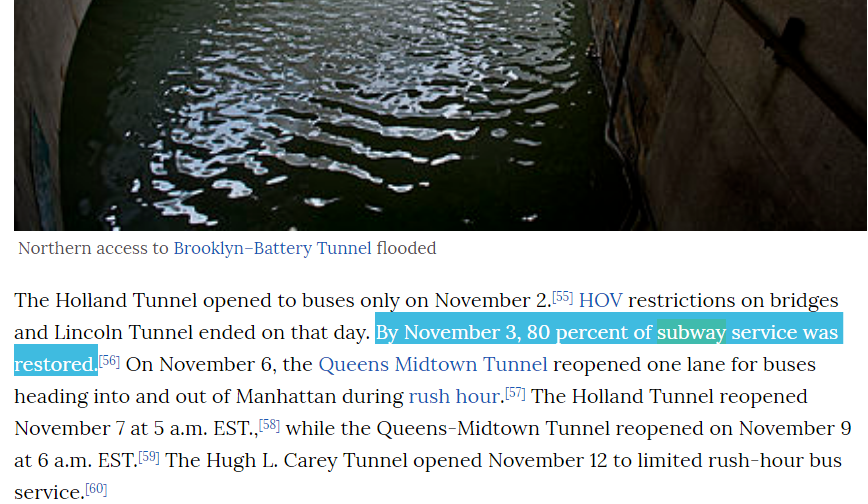 Northern access to Brooklyn–Battery Tunnel flooded
The Holland Tunnel opened to buses only on November 2.[55] HOV restrictions on bridges
and Lincoln Tunnel ended on that day. By November 3, 80 percent of subway service was
restored.[56] On November 6, the Queens Midtown Tunnel reopened one lane for buses
heading into and out of Manhattan during rush hour.[57] The Holland Tunnel reopened
November 7 at 5 a.m. EST.,[58] while the Queens-Midtown Tunnel reopened on November 9
at 6 a.m. EST.[59] The Hugh L. Carey Tunnel opened November 12 to limited rush-hour bus
service.[60]